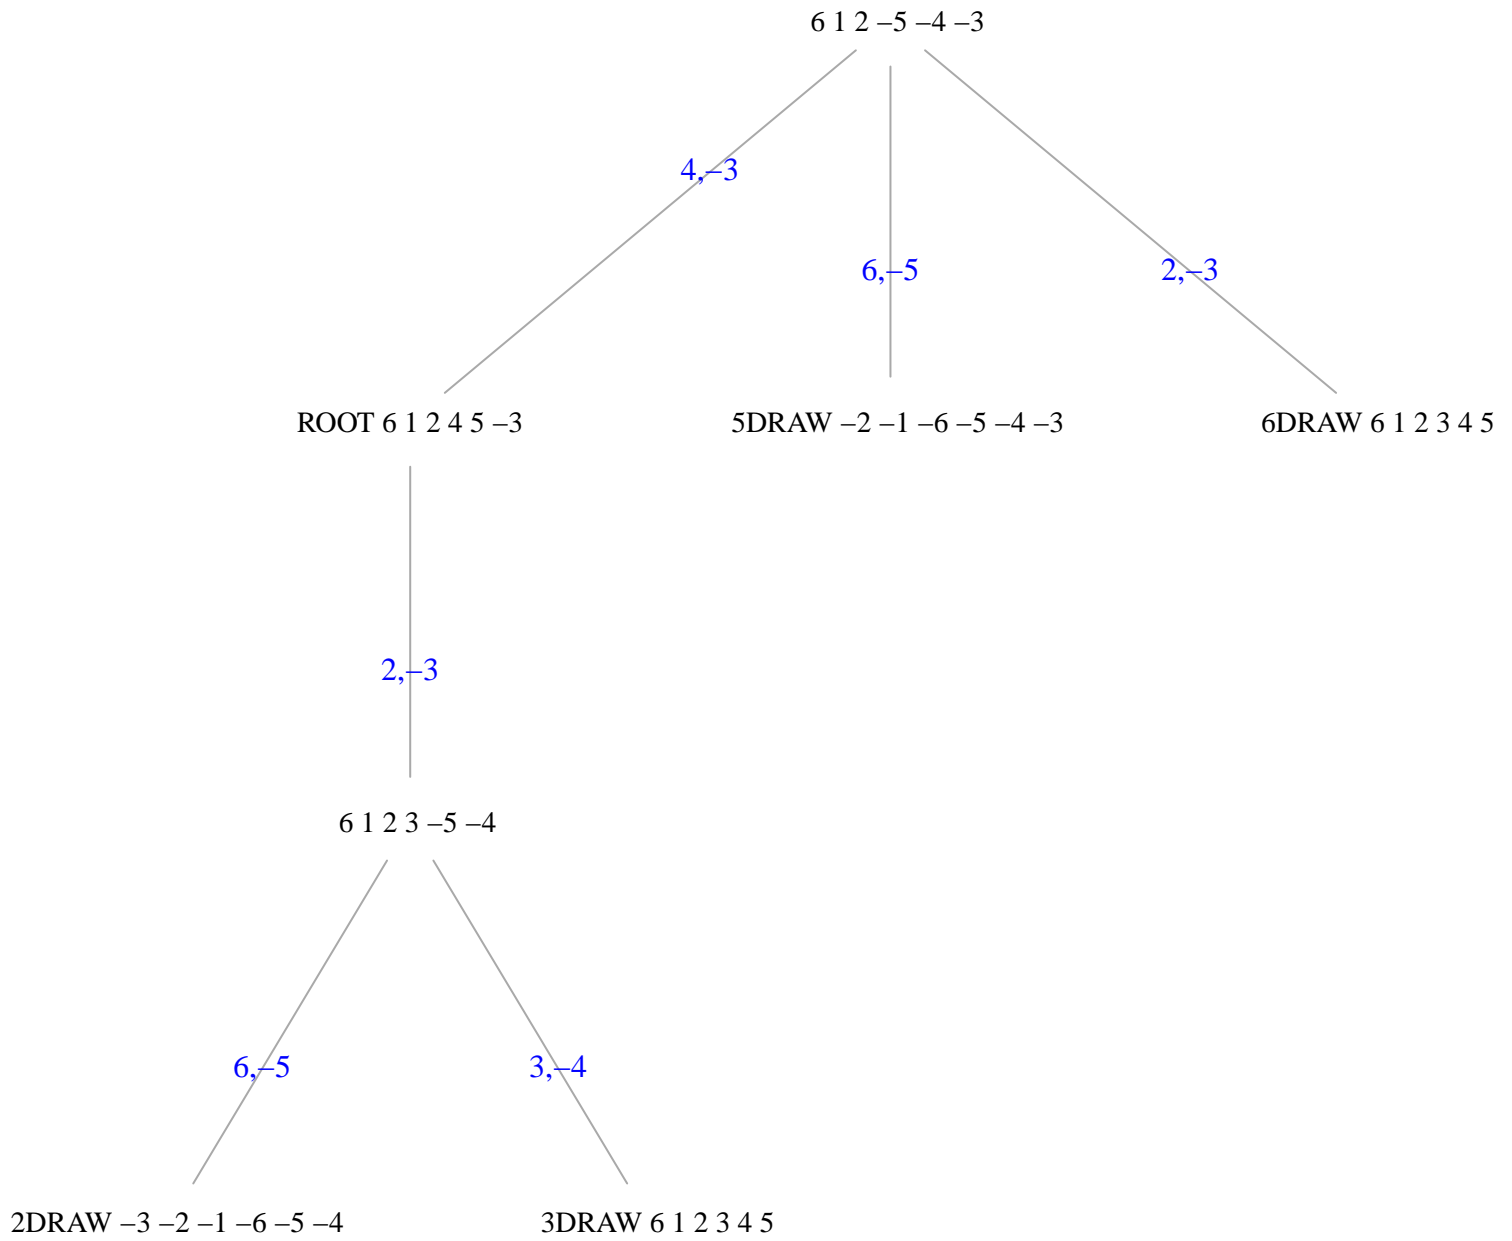 6 1 2 –5 –4 –3
4,–3
6,–5
2,–3
ROOT 6 1 2 4 5 –3
5DRAW –2 –1 –6 –5 –4 –3
6DRAW 6 1 2 3 4 5
2,–3
6 1 2 3 –5 –4
6,–5
3,–4
2DRAW –3 –2 –1 –6 –5 –4
3DRAW 6 1 2 3 4 5